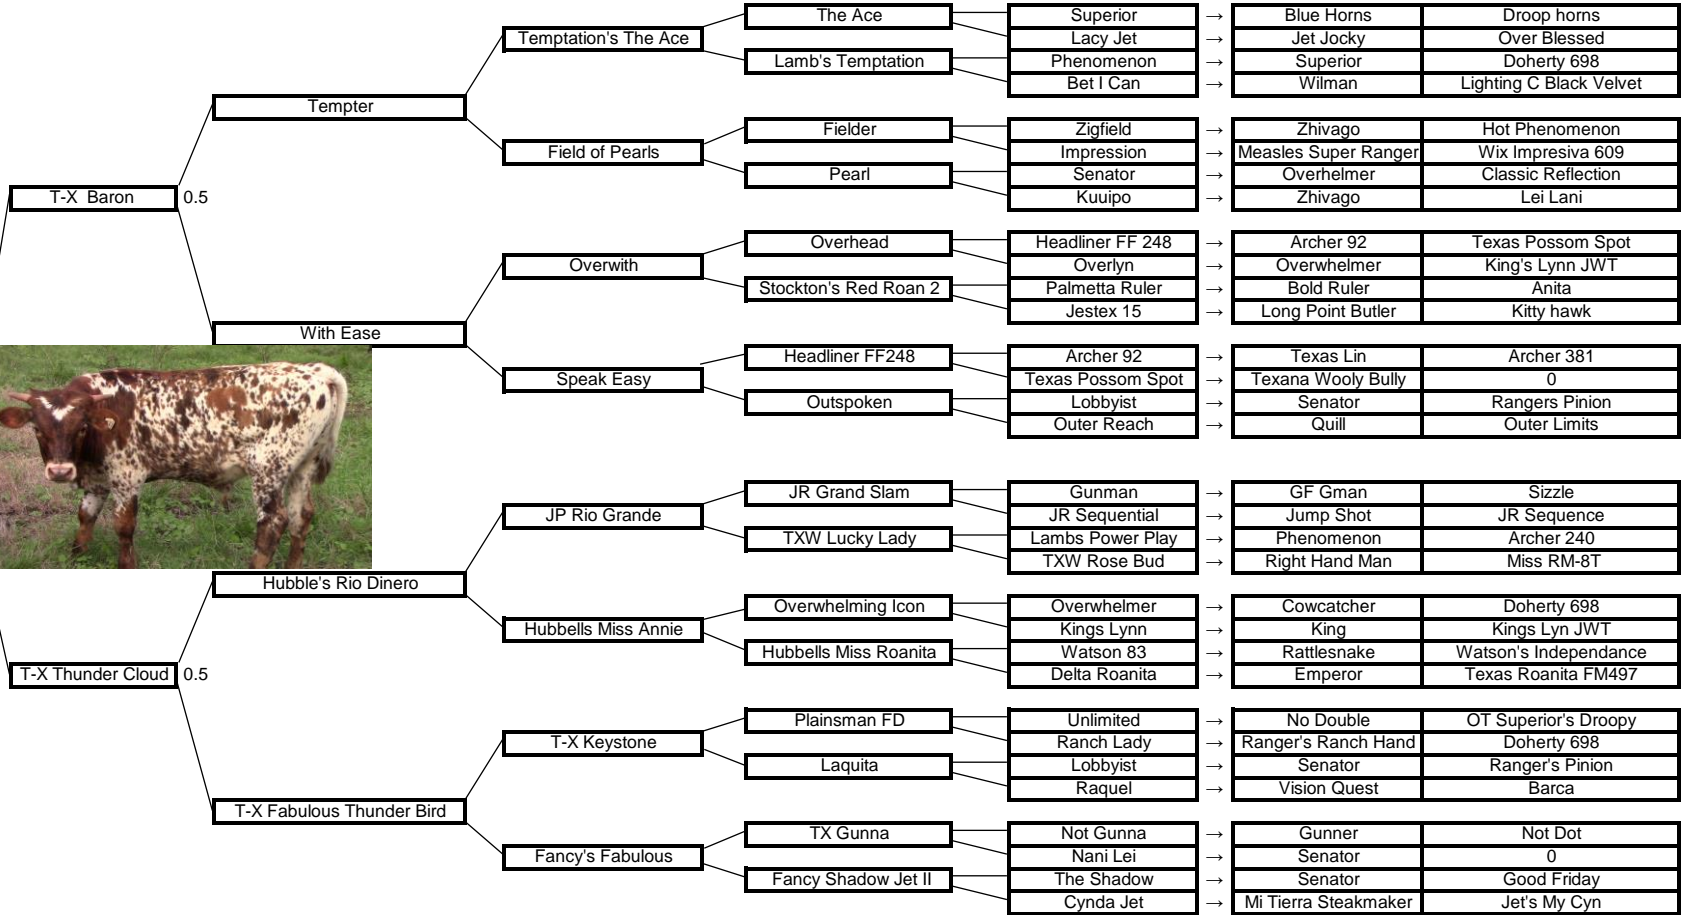 The Ace Superior → Blue Horns Droop horns
Temptation's The Ace Lacy Jet → Jet Jocky Over Blessed
Lamb's Temptation Phenomenon → Superior Doherty 698
Bet I Can → Wilman Lighting C Black Velvet
Tempter
Fielder Zigfield → Zhivago Hot Phenomenon
Field of Pearls Impression → Measles Super Ranger Wix Impresiva 609
Pearl Senator → Overhelmer Classic Reflection
T-X Baron 0.5 Kuuipo → Zhivago Lei Lani
Overhead Headliner FF 248 → Archer 92 Texas Possom Spot
Overwith Overlyn → Overwhelmer King's Lynn JWT
Stockton's Red Roan 2 Palmetta Ruler → Bold Ruler Anita
Jestex 15 → Long Point Butler Kitty hawk
With Ease
Headliner FF248 Archer 92 → Texas Lin Archer 381
Speak Easy Texas Possom Spot → Texana Wooly Bully 0
Outspoken Lobbyist → Senator Rangers Pinion
Outer Reach → Quill Outer Limits
JR Grand Slam Gunman → GF Gman Sizzle
JP Rio Grande JR Sequential → Jump Shot JR Sequence
TXW Lucky Lady Lambs Power Play → Phenomenon Archer 240
TXW Rose Bud → Right Hand Man Miss RM-8T
Hubble's Rio Dinero
Overwhelming Icon Overwhelmer → Cowcatcher Doherty 698
Hubbells Miss Annie Kings Lynn → King Kings Lyn JWT
Hubbells Miss Roanita Watson 83 → Rattlesnake Watson's Independance
T-X Thunder Cloud 0.5 Delta Roanita → Emperor Texas Roanita FM497
Plainsman FD Unlimited → No Double OT Superior's Droopy
T-X Keystone Ranch Lady → Ranger's Ranch Hand Doherty 698
Laquita Lobbyist → Senator Ranger's Pinion
Raquel → Vision Quest Barca
T-X Fabulous Thunder Bird
TX Gunna Not Gunna → Gunner Not Dot
Fancy's Fabulous Nani Lei → Senator 0
Fancy Shadow Jet II The Shadow → Senator Good Friday
Cynda Jet → Mi Tierra Steakmaker Jet's My Cyn